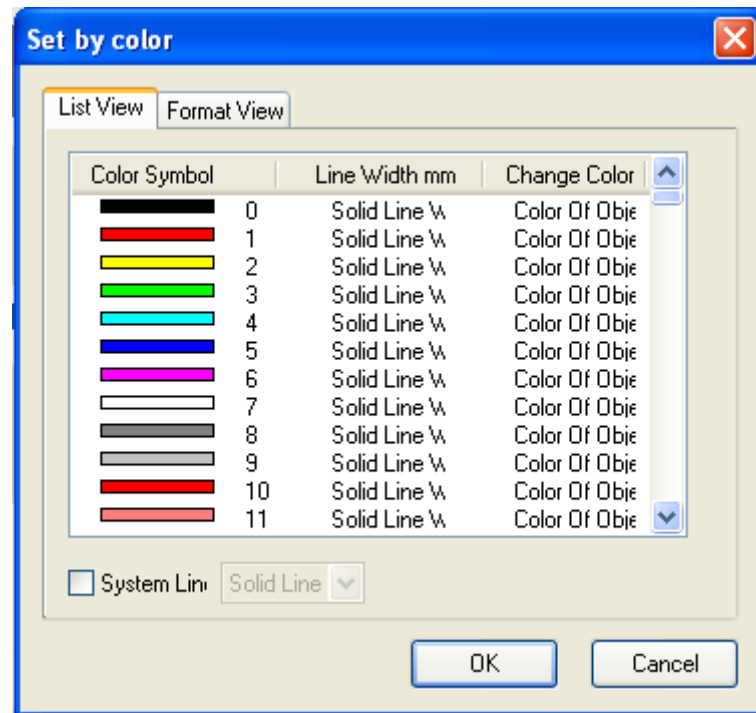 Set by color
List View Format View
Color Symbol Line Width mm Change Color
0 Solid Line W Color Of Obje
1 Solid Line W Color Of Obje
2 Solid Line W Color Of Obje
3 Solid Line W Color Of Obje
4 Solid Line W Color Of Obje
5 Solid Line W Color Of Obje
6 Solid Line W Color Of Obje
7 Solid Line W Color Of Obje
8 Solid Line W Color Of Obje
9 Solid Line W Color Of Obje
10 Solid Line W Color Of Obje
11 Solid Line W Color Of Obje
System Lin Solid Line
OK Cancel